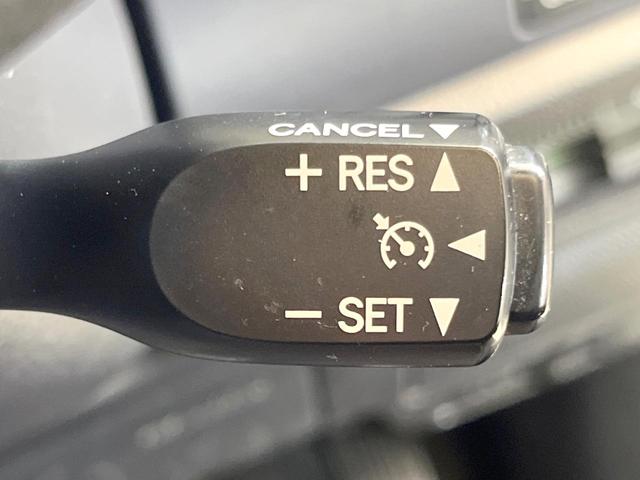 CANCEL▼
+ RES ▲
◀
− SET ▼